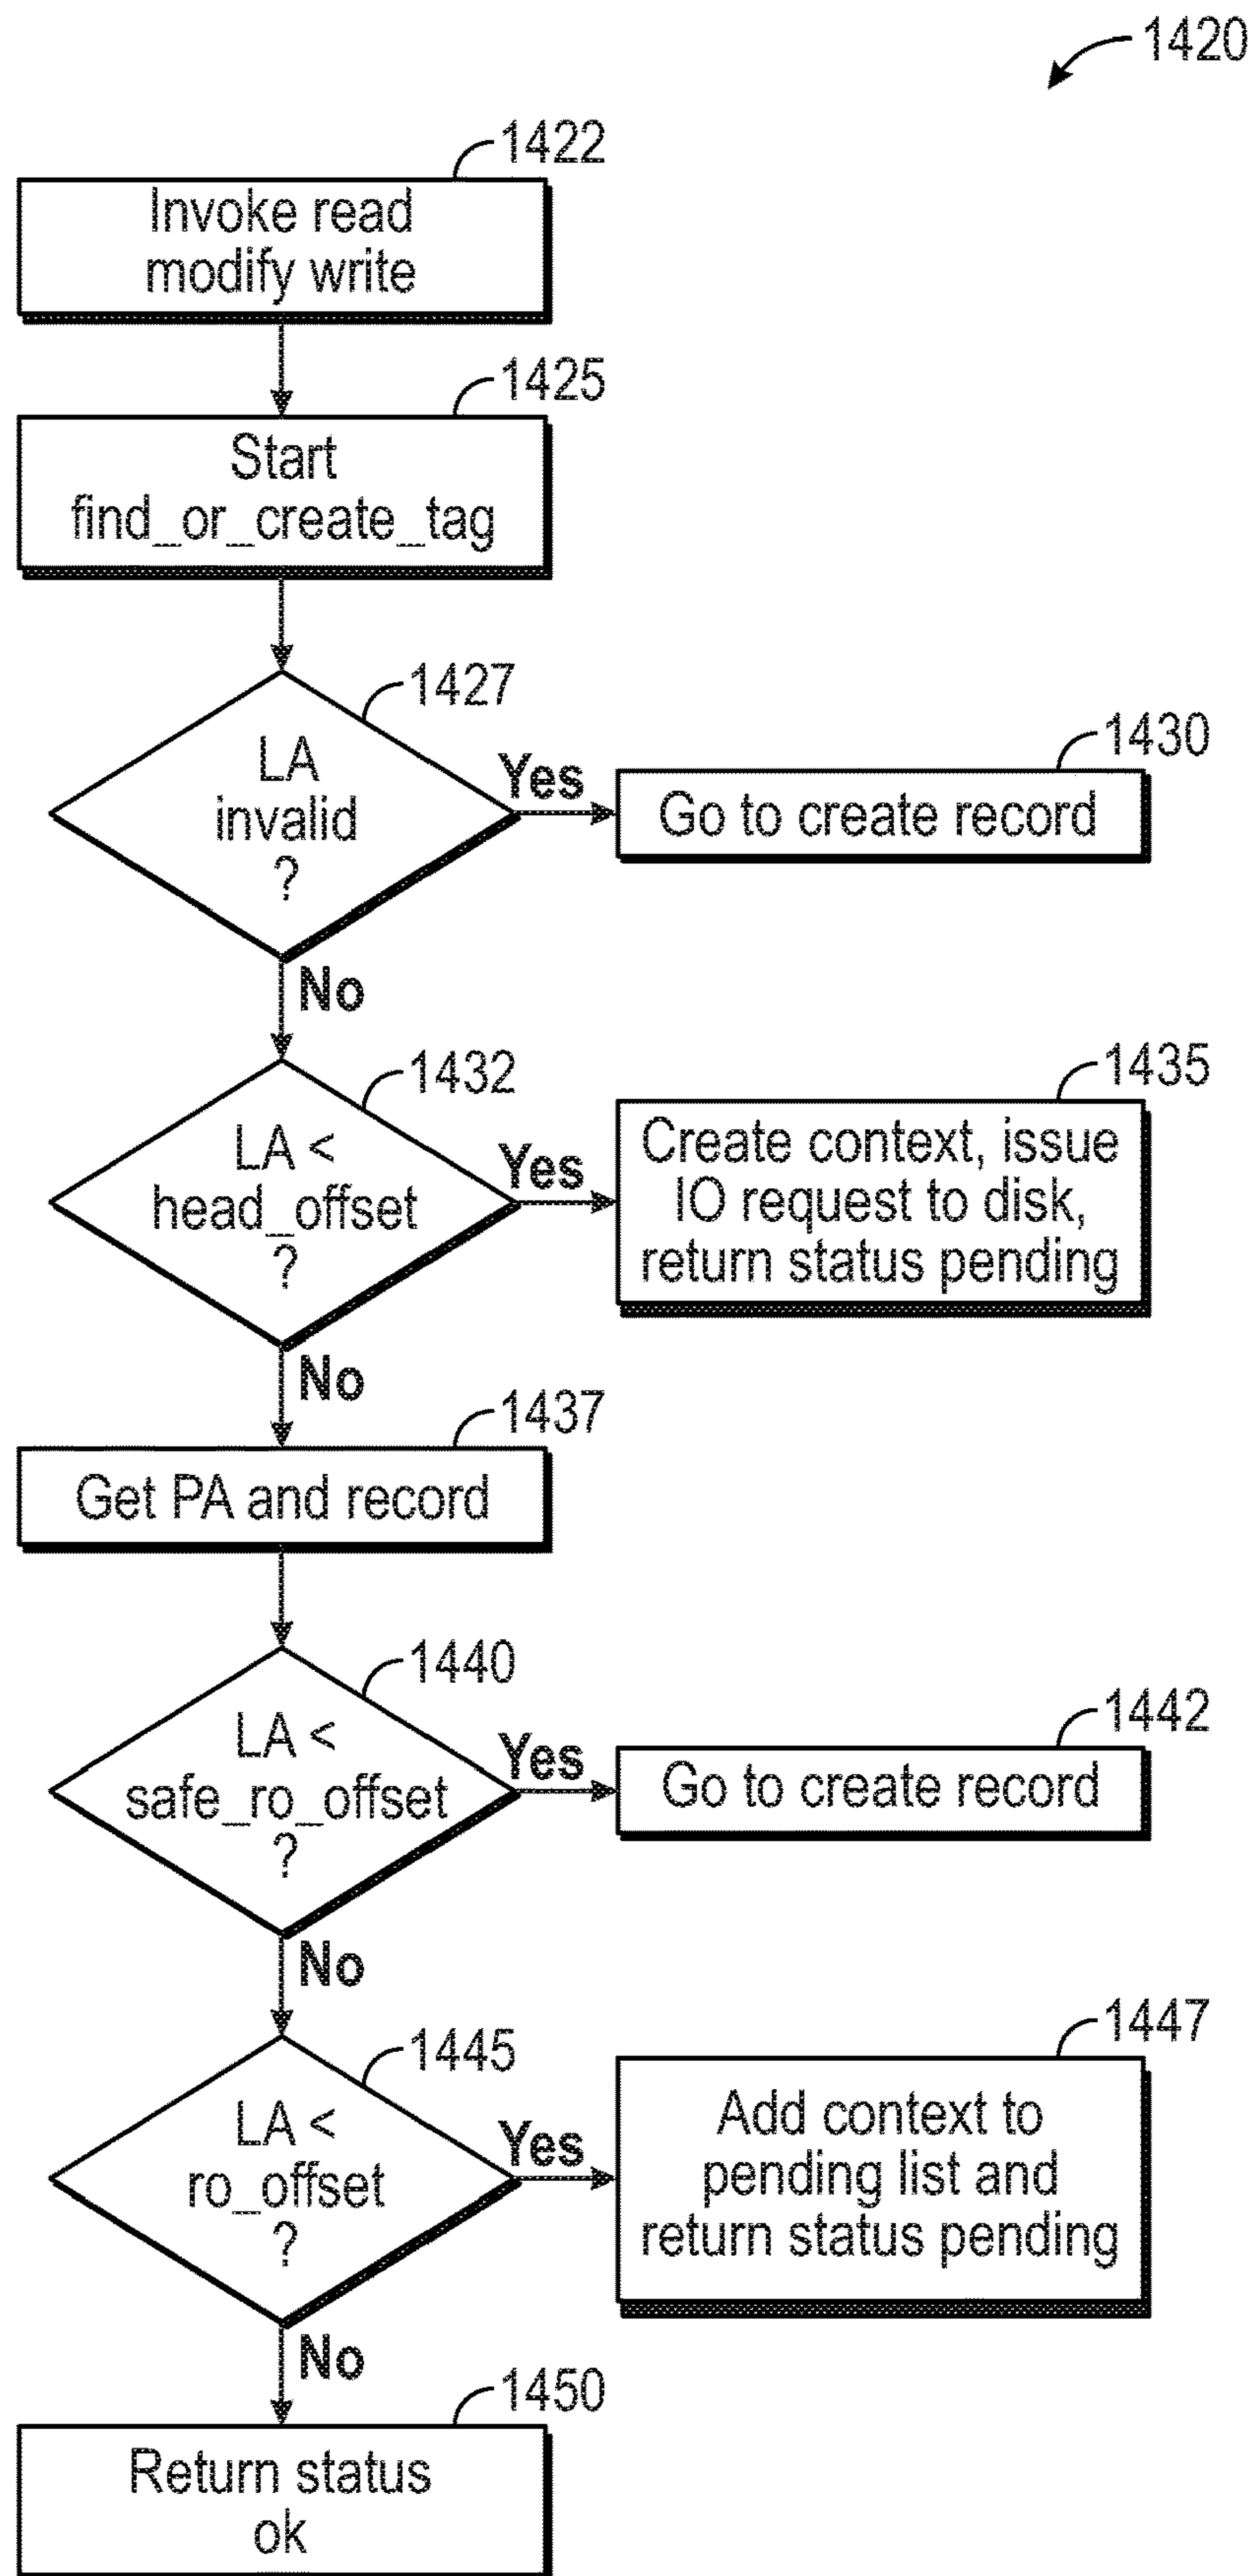 1420
1422
Invoke read
modify write
1425
Start
find_or_create_tag
1427
LA
invalid
?
Yes
1430
Go to create record
No
1432
LA <
head_offset
?
Yes
1435
Create context, issue
IO request to disk,
return status pending
No
1437
Get PA and record
1440
LA <
safe_ro_offset
?
Yes
1442
Go to create record
No
1445
LA <
ro_offset
?
Yes
1447
Add context to
pending list and
return status pending
No
1450
Return status
ok